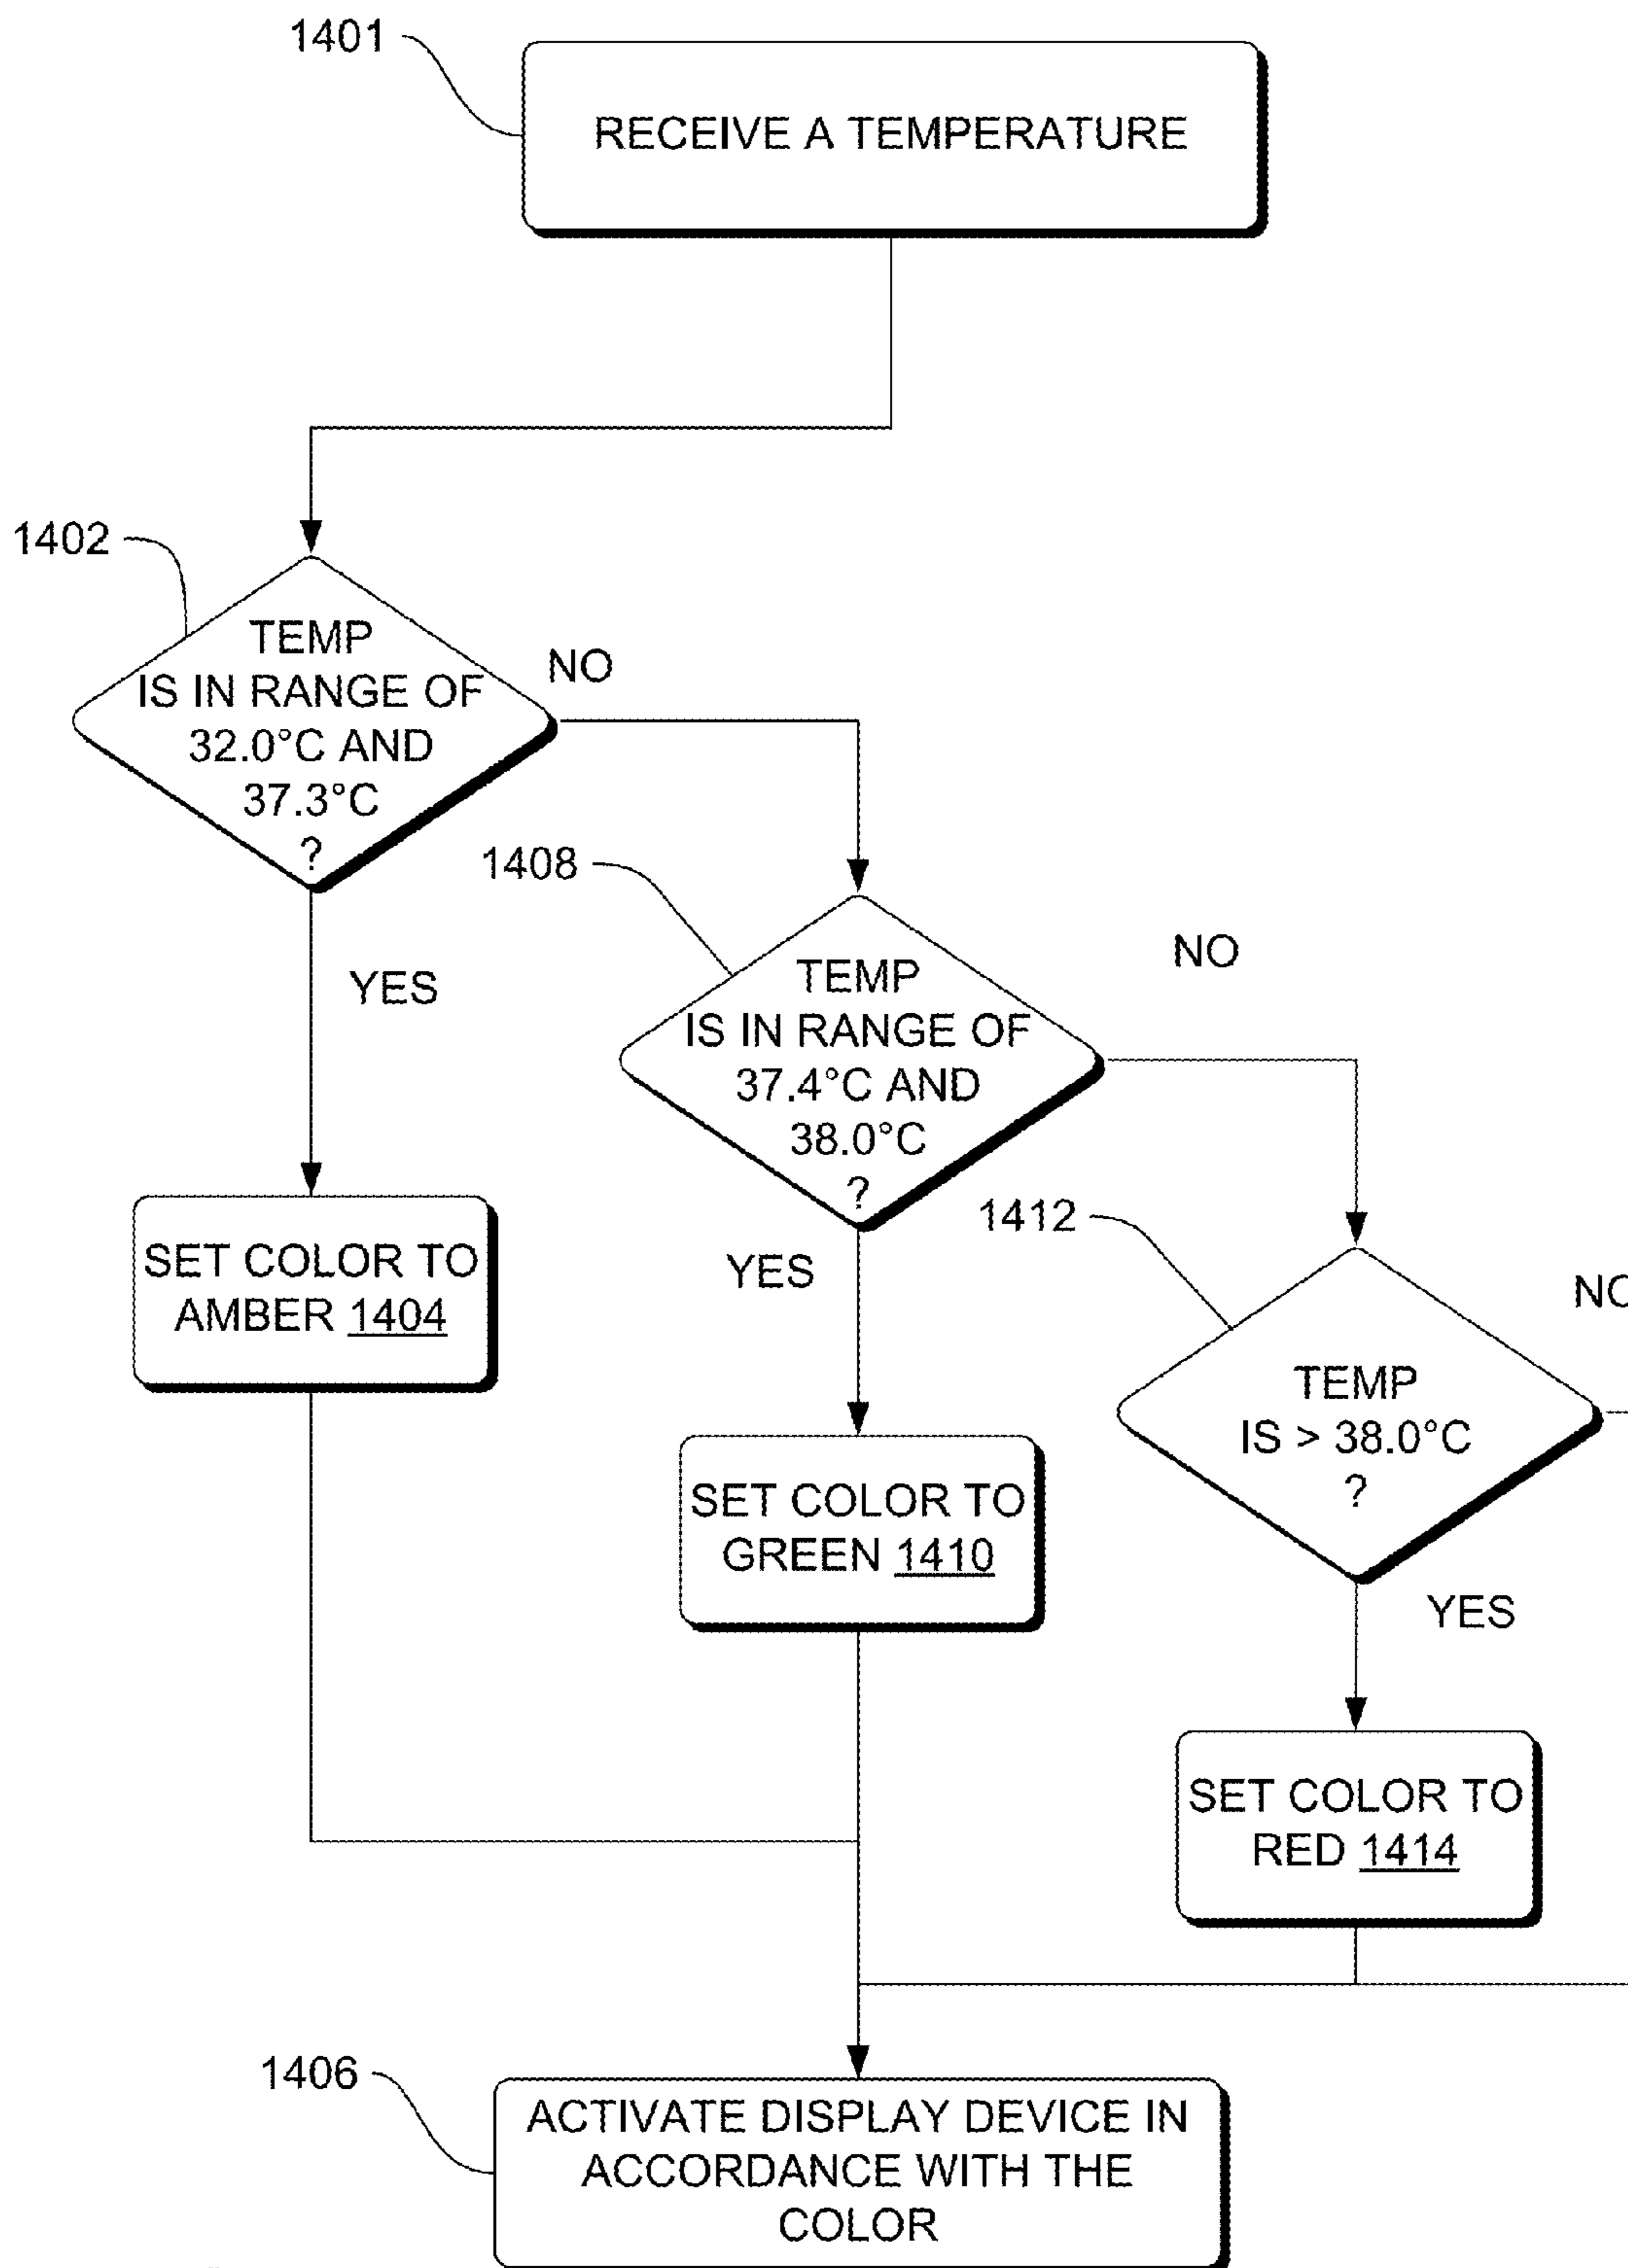 1401
RECEIVE A TEMPERATURE
1402
TEMP
IS IN RANGE OF
32.0°C AND
37.3°C
?
NO
YES
1408
TEMP
IS IN RANGE OF
37.4°C AND
38.0°C
?
NO
YES
1412
TEMP
IS > 38.0°C
?
NO
YES
SET COLOR TO
AMBER 1404
SET COLOR TO
GREEN 1410
SET COLOR TO
RED 1414
1406
ACTIVATE DISPLAY DEVICE IN
ACCORDANCE WITH THE
COLOR